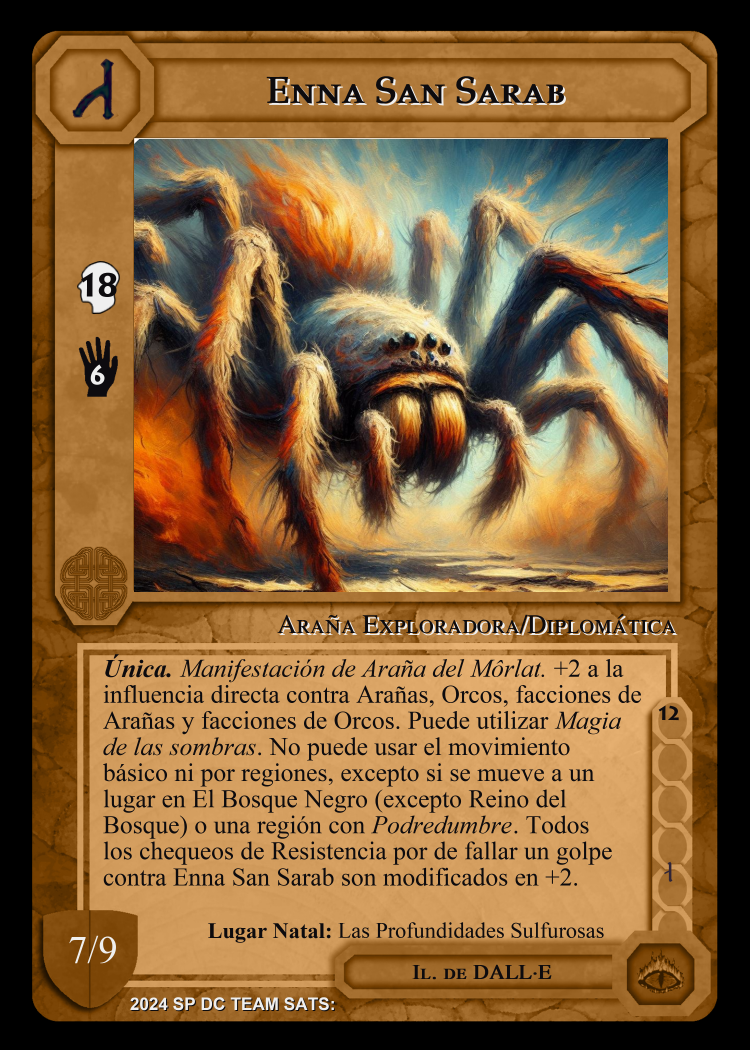 Enna San Sarab
18
6
Araña Exploradora/Diplomática
Única. Manifestación de Araña del Môrlat. +2 a la
influencia directa contra Arañas, Orcos, facciones de
Arañas y facciones de Orcos. Puede utilizar Magia
de las sombras. No puede usar el movimiento
básico ni por regiones, excepto si se mueve a un
lugar en El Bosque Negro (excepto Reino del
Bosque) o una región con Podredumbre. Todos
los chequeos de Resistencia por de fallar un golpe
contra Enna San Sarab son modificados en +2.
12
Lugar Natal: Las Profundidades Sulfurosas
7/9
Il. de DALL·E
2024 SP DC TEAM SATS: